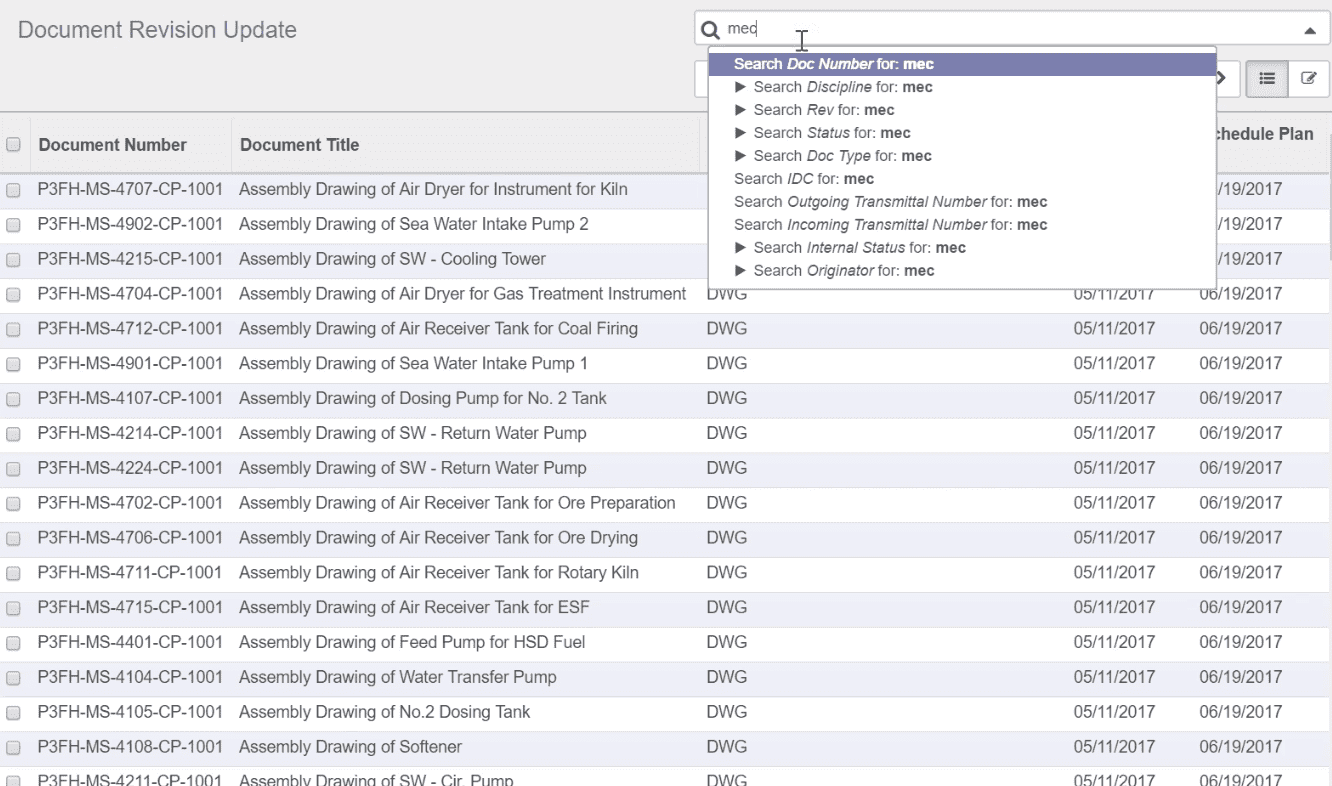 Document Revision Update
mec
Search Doc Number for: mec
▶ Search Discipline for: mec
▶ Search Rev for: mec
▶ Search Status for: mec
▶ Search Doc Type for: mec
Search IDC for: mec
Search Outgoing Transmittal Number for: mec
Search Incoming Transmittal Number for: mec
▶ Search Internal Status for: mec
▶ Search Originator for: mec
Document Number Document Title chedule Plan
P3FH-MS-4707-CP-1001 Assembly Drawing of Air Dryer for Instrument for Kiln /19/2017
P3FH-MS-4902-CP-1001 Assembly Drawing of Sea Water Intake Pump 2 /19/2017
P3FH-MS-4215-CP-1001 Assembly Drawing of SW - Cooling Tower /19/2017
P3FH-MS-4704-CP-1001 Assembly Drawing of Air Dryer for Gas Treatment Instrument DWG 05/11/2017 06/19/2017
P3FH-MS-4712-CP-1001 Assembly Drawing of Air Receiver Tank for Coal Firing DWG 05/11/2017 06/19/2017
P3FH-MS-4901-CP-1001 Assembly Drawing of Sea Water Intake Pump 1 DWG 05/11/2017 06/19/2017
P3FH-MS-4107-CP-1001 Assembly Drawing of Dosing Pump for No. 2 Tank DWG 05/11/2017 06/19/2017
P3FH-MS-4214-CP-1001 Assembly Drawing of SW - Return Water Pump DWG 05/11/2017 06/19/2017
P3FH-MS-4224-CP-1001 Assembly Drawing of SW - Return Water Pump DWG 05/11/2017 06/19/2017
P3FH-MS-4702-CP-1001 Assembly Drawing of Air Receiver Tank for Ore Preparation DWG 05/11/2017 06/19/2017
P3FH-MS-4706-CP-1001 Assembly Drawing of Air Receiver Tank for Ore Drying DWG 05/11/2017 06/19/2017
P3FH-MS-4711-CP-1001 Assembly Drawing of Air Receiver Tank for Rotary Kiln DWG 05/11/2017 06/19/2017
P3FH-MS-4715-CP-1001 Assembly Drawing of Air Receiver Tank for ESF DWG 05/11/2017 06/19/2017
P3FH-MS-4401-CP-1001 Assembly Drawing of Feed Pump for HSD Fuel DWG 05/11/2017 06/19/2017
P3FH-MS-4104-CP-1001 Assembly Drawing of Water Transfer Pump DWG 05/11/2017 06/19/2017
P3FH-MS-4105-CP-1001 Assembly Drawing of No.2 Dosing Tank DWG 05/11/2017 06/19/2017
P3FH-MS-4108-CP-1001 Assembly Drawing of Softener DWG 05/11/2017 06/19/2017
P3FH-MS-4211-CP-1001 Assembly Drawing of SW - Cir. Pump DWG 05/11/2017 06/19/2017